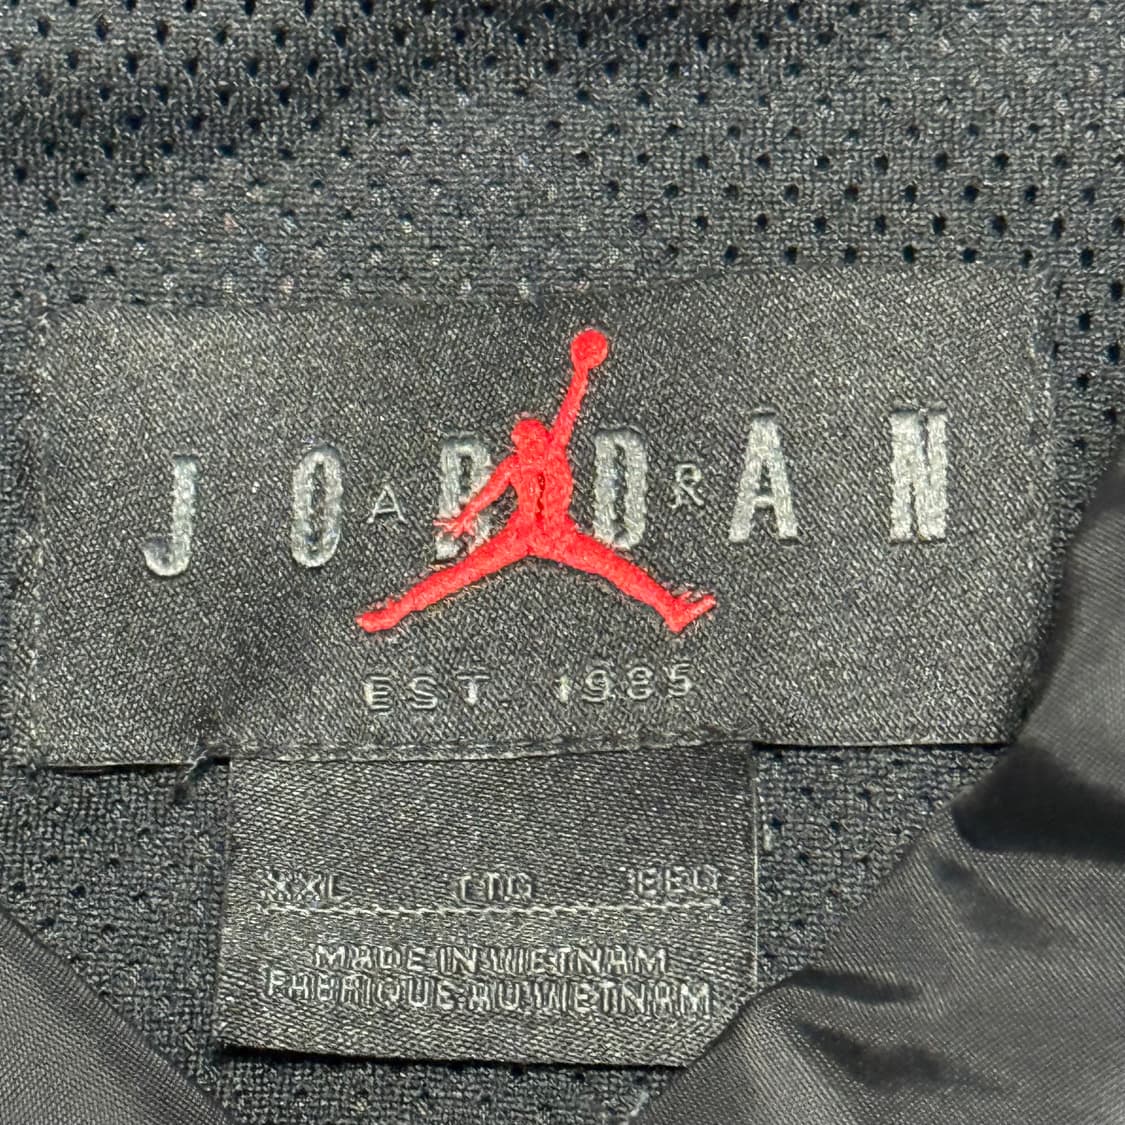 JORDAN
AIR
EST. 1985
XXL TTG EEG
MADE IN VIETNAM
FABRIQUE AU VIETNAM